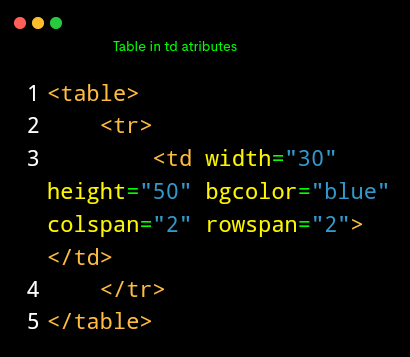 Table in td atributes
1 <table>
2     <tr>
3         <td width="30"
height="50" bgcolor="blue"
colspan="2" rowspan="2">
</td>
4     </tr>
5 </table>